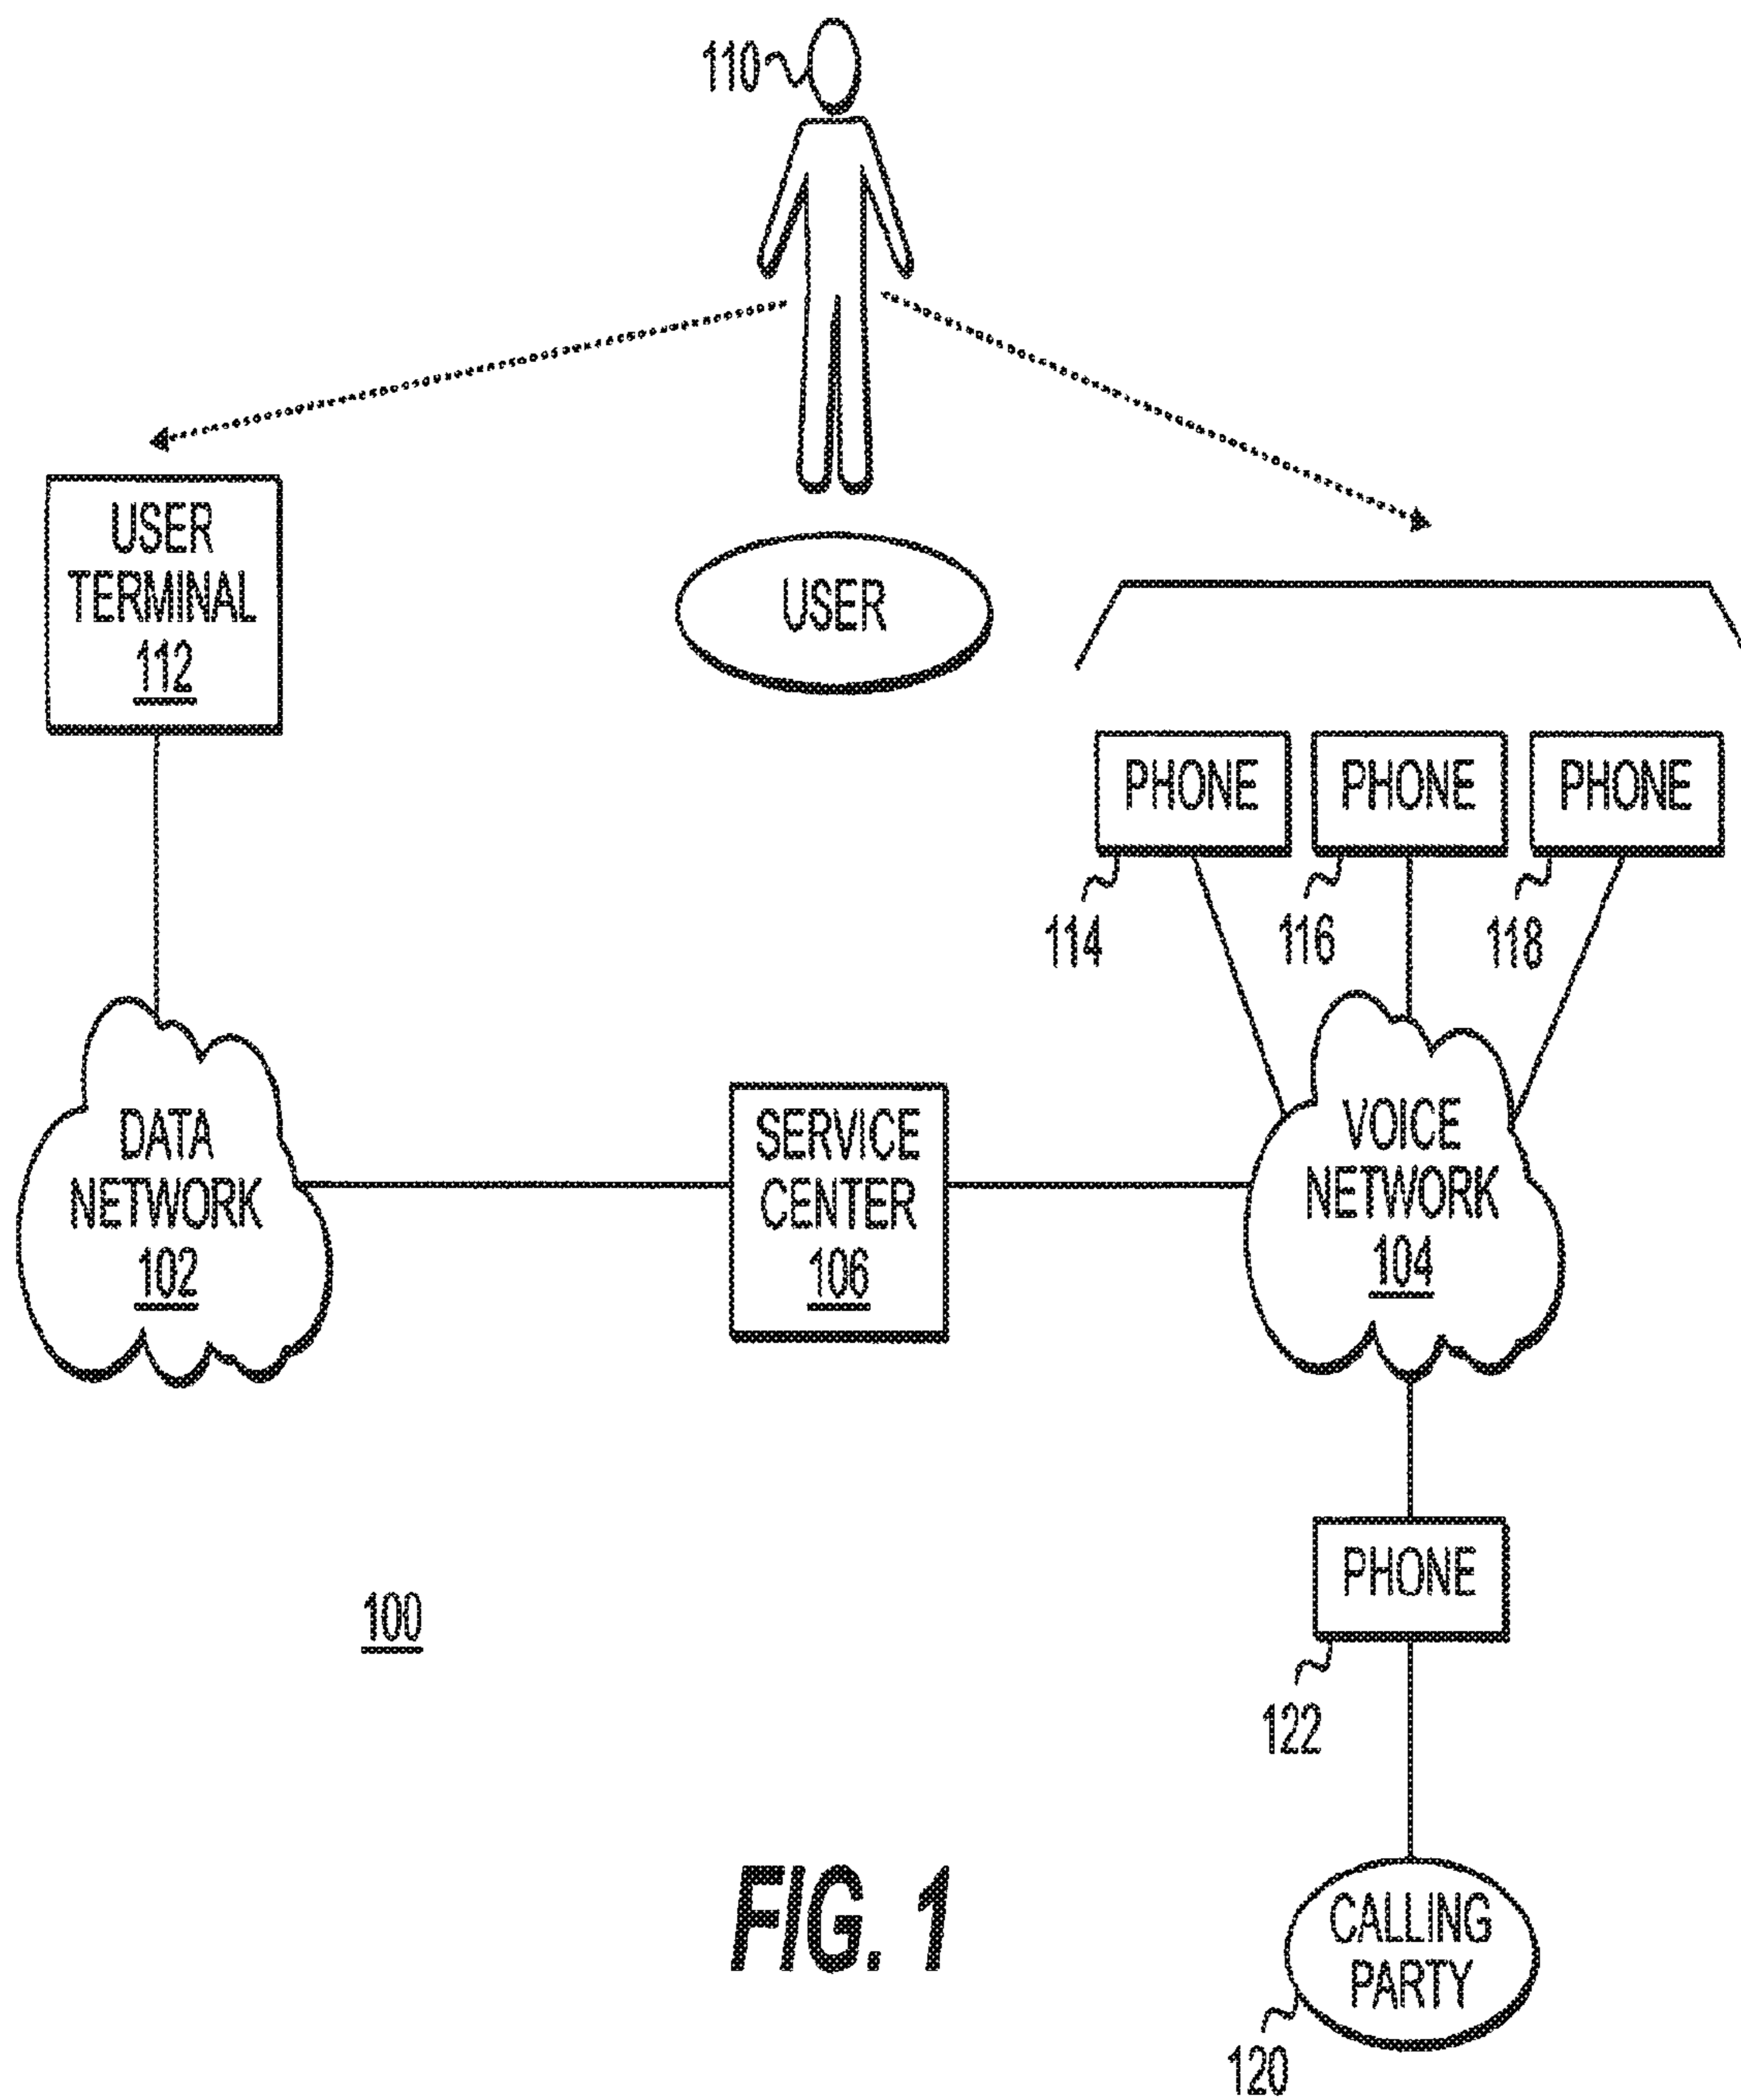 110
USER
TERMINAL
112
USER
PHONE
PHONE
PHONE
114
116
118
DATA
NETWORK
102
SERVICE
CENTER
106
VOICE
NETWORK
104
PHONE
122
100
FIG. 1
CALLING
PARTY
120